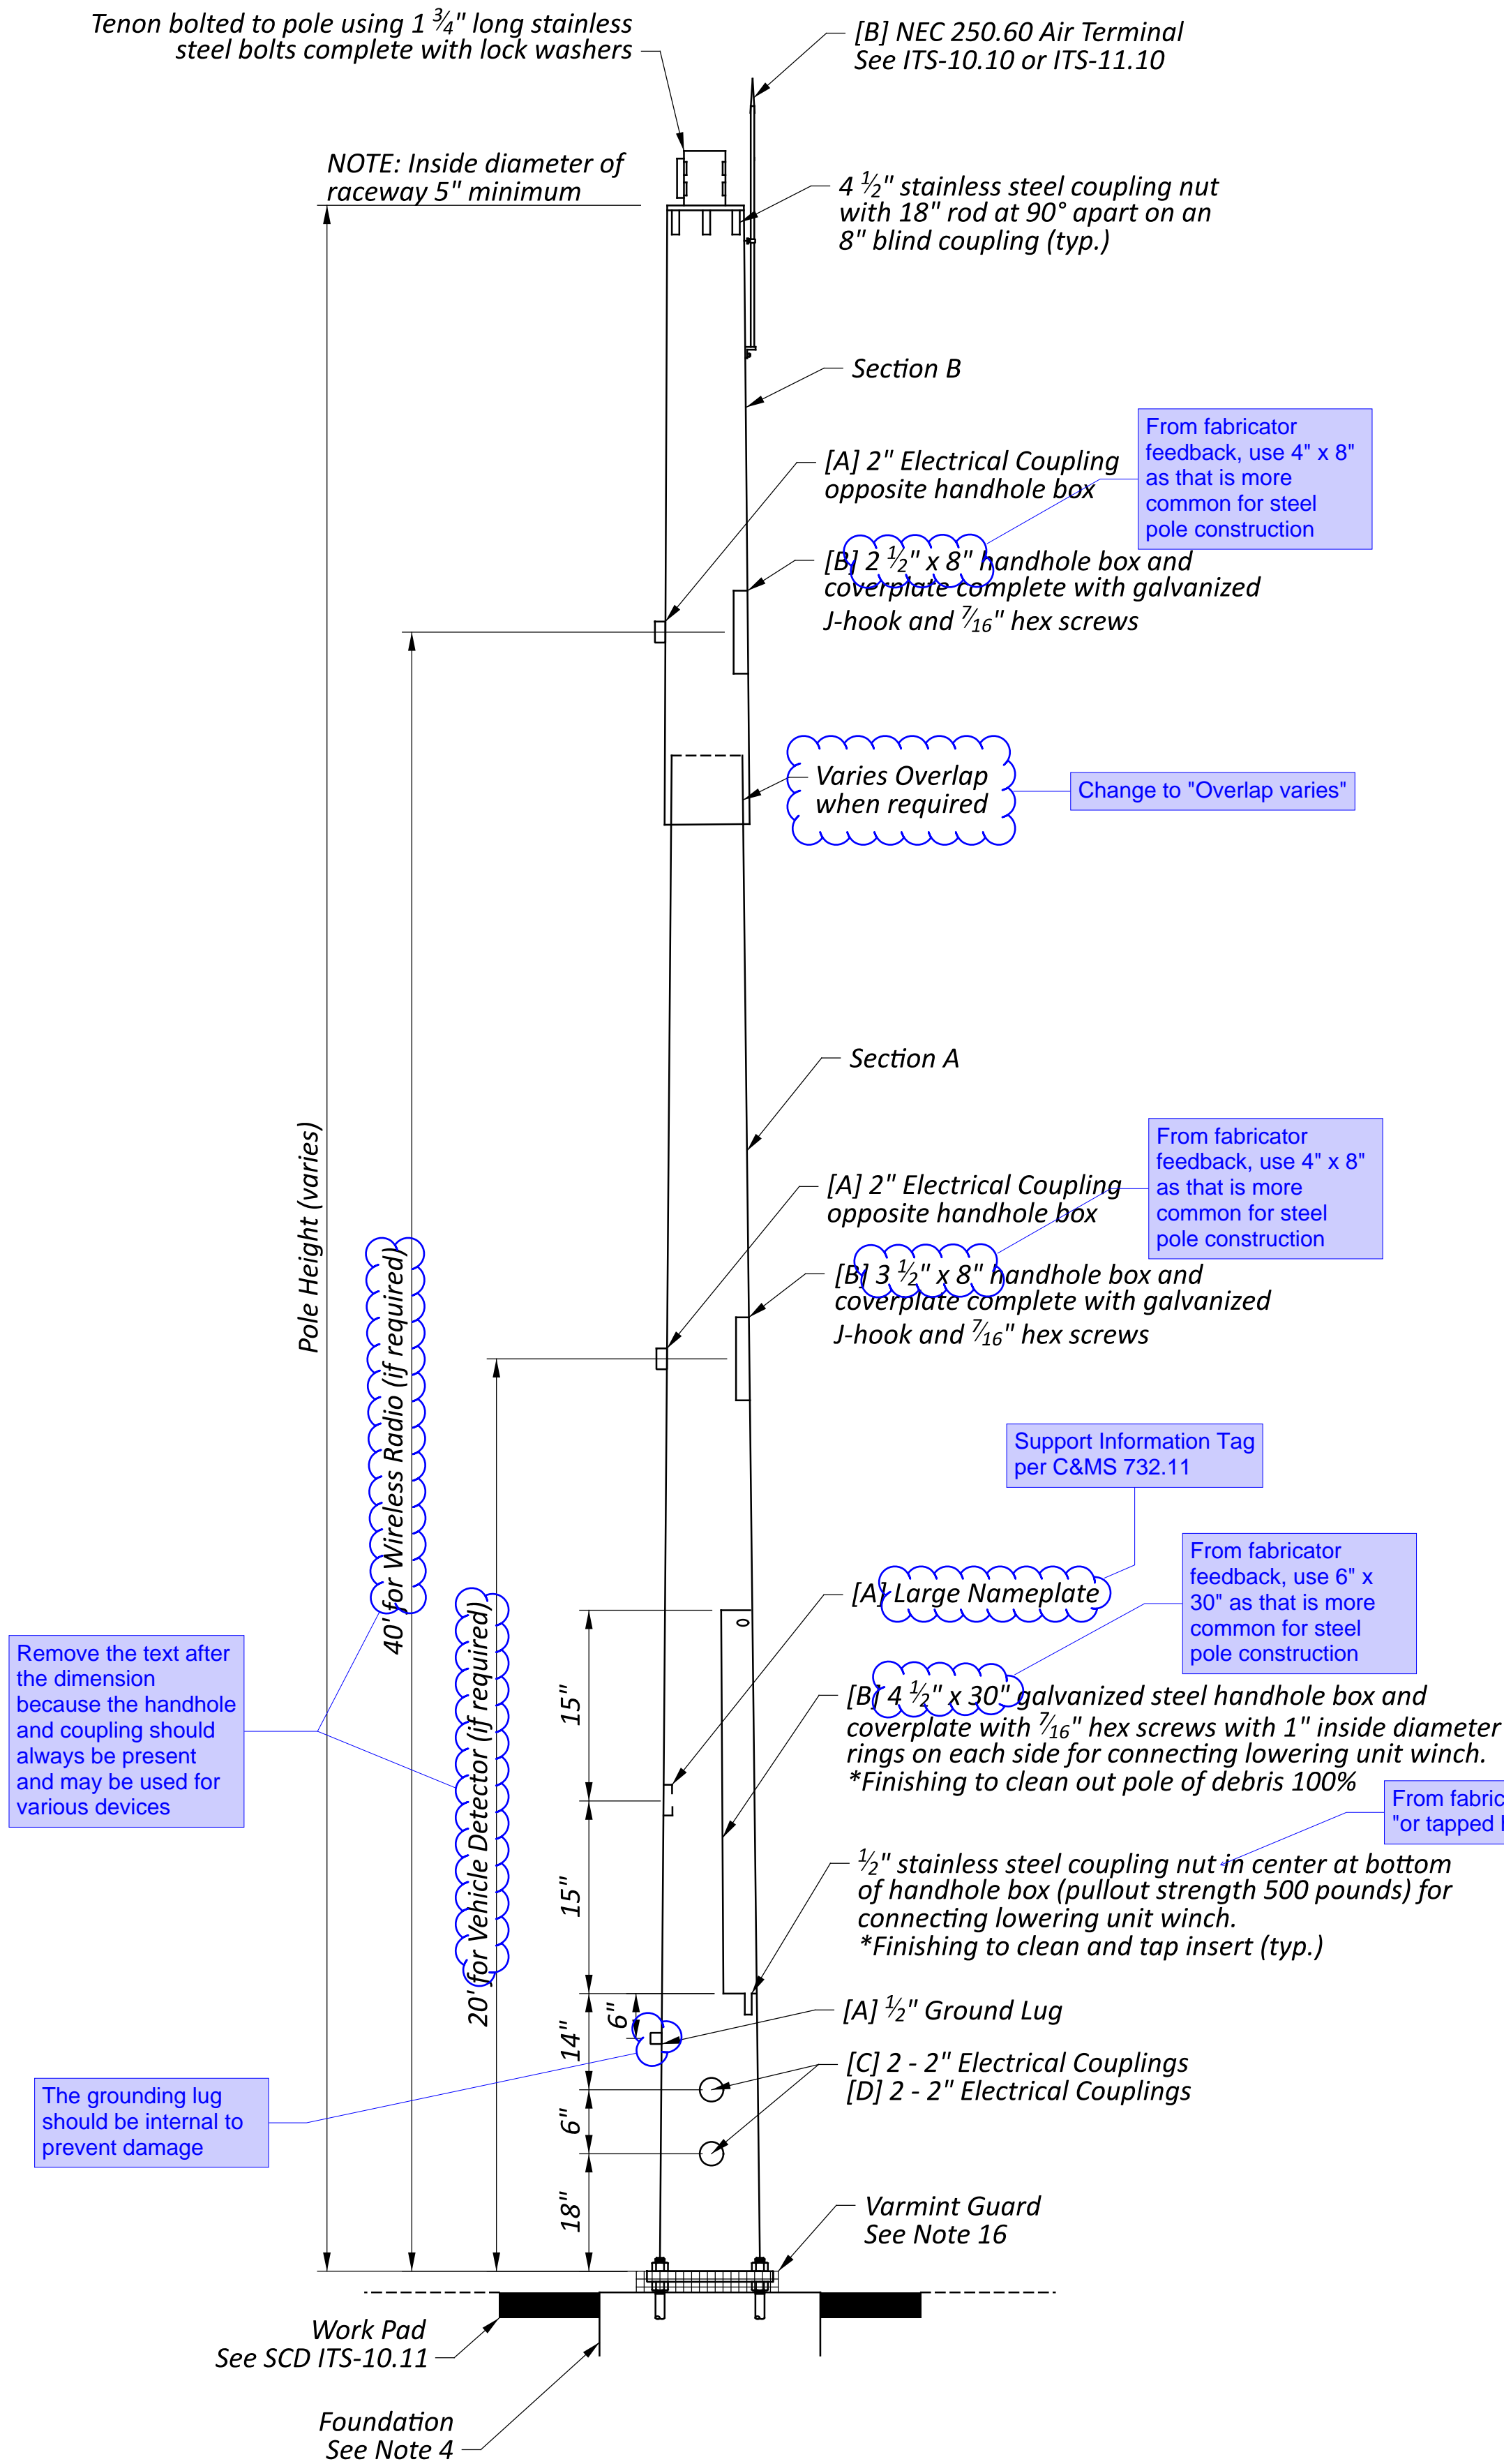 Tenon bolted to pole using 1 3/4" long stainless
steel bolts complete with lock washers
[B] NEC 250.60 Air Terminal
See ITS-10.10 or ITS-11.10
NOTE: Inside diameter of
raceway 5" minimum
4 1/2" stainless steel coupling nut
with 18" rod at 90° apart on an
8" blind coupling (typ.)
Section B
From fabricator
feedback, use 4" x 8"
as that is more
common for steel
pole construction
[A] 2" Electrical Coupling
opposite handhole box
[B] 2 1/2" x 8" handhole box and
coverplate complete with galvanized
J-hook and 7/16" hex screws
Varies Overlap
when required
Change to "Overlap varies"
Section A
Pole Height (varies)
From fabricator
feedback, use 4" x 8"
as that is more
common for steel
pole construction
[A] 2" Electrical Coupling
opposite handhole box
[B] 3 1/2" x 8" handhole box and
coverplate complete with galvanized
J-hook and 7/16" hex screws
40' for Wireless Radio (if required)
Support Information Tag
per C&MS 732.11
[A] Large Nameplate
From fabricator
feedback, use 6" x
30" as that is more
common for steel
pole construction
Remove the text after
the dimension
because the handhole
and coupling should
always be present
and may be used for
various devices
20' for Vehicle Detector (if required)
15"
[B] 4 1/2" x 30" galvanized steel handhole box and
coverplate with 7/16" hex screws with 1" inside diameter
rings on each side for connecting lowering unit winch.
*Finishing to clean out pole of debris 100%
From fabric
"or tapped
15"
1/2" stainless steel coupling nut in center at bottom
of handhole box (pullout strength 500 pounds) for
connecting lowering unit winch.
*Finishing to clean and tap insert (typ.)
6"
14"
[A] 1/2" Ground Lug
[C] 2 - 2" Electrical Couplings
[D] 2 - 2" Electrical Couplings
The grounding lug
should be internal to
prevent damage
6"
18"
Varmint Guard
See Note 16
Work Pad
See SCD ITS-10.11
Foundation
See Note 4